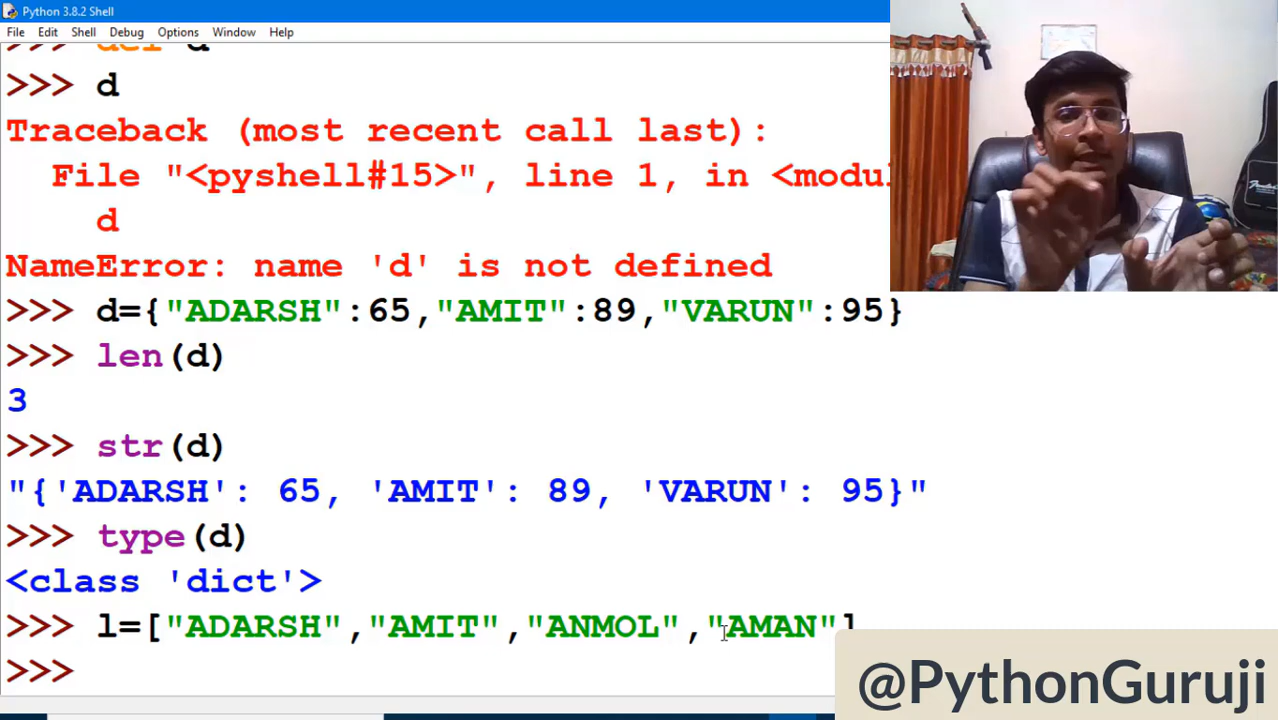 Python 3.8.2 Shell
File Edit Shell Debug Options Window Help
>>> def d
>>> d
Traceback (most recent call last):
File "<pyshell#15>", line 1, in <modul
d
NameError: name 'd' is not defined
>>> d={"ADARSH":65,"AMIT":89,"VARUN":95}
>>> len(d)
3
>>> str(d)
"{'ADARSH': 65, 'AMIT': 89, 'VARUN': 95}"
>>> type(d)
<class 'dict'>
>>> l=["ADARSH","AMIT","ANMOL","AMAN"]
>>>
@PythonGuruji